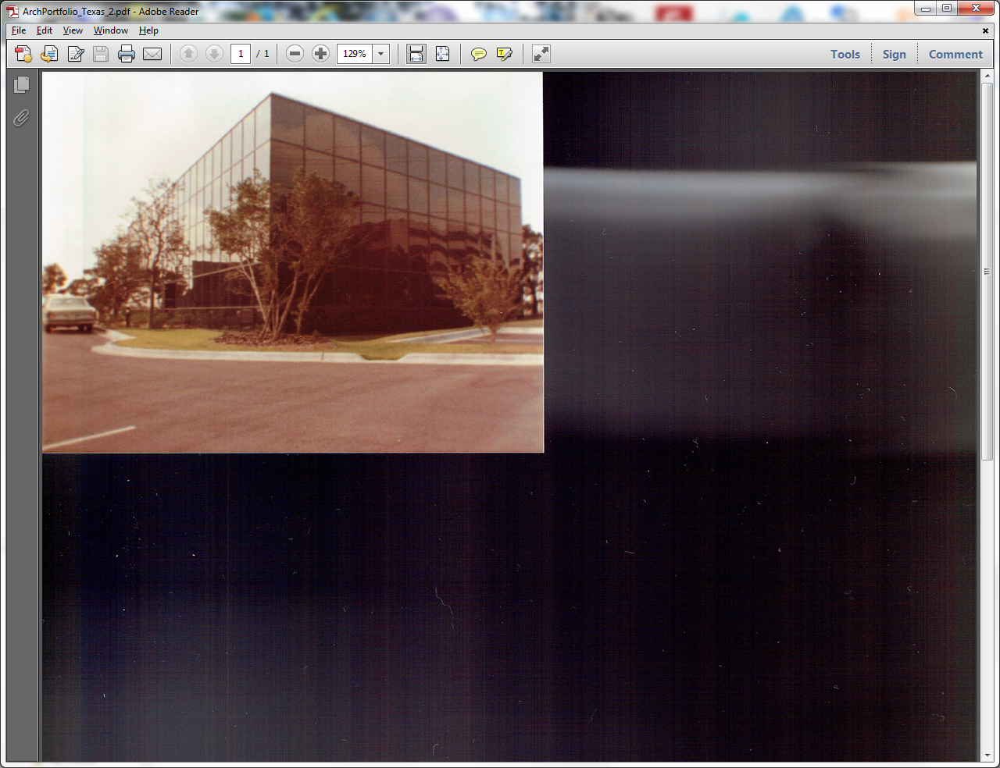 ArchPortfolio_Texas_2.pdf - Adobe Reader
File Edit View Window Help
1 / 1 129% Tools Sign Comment